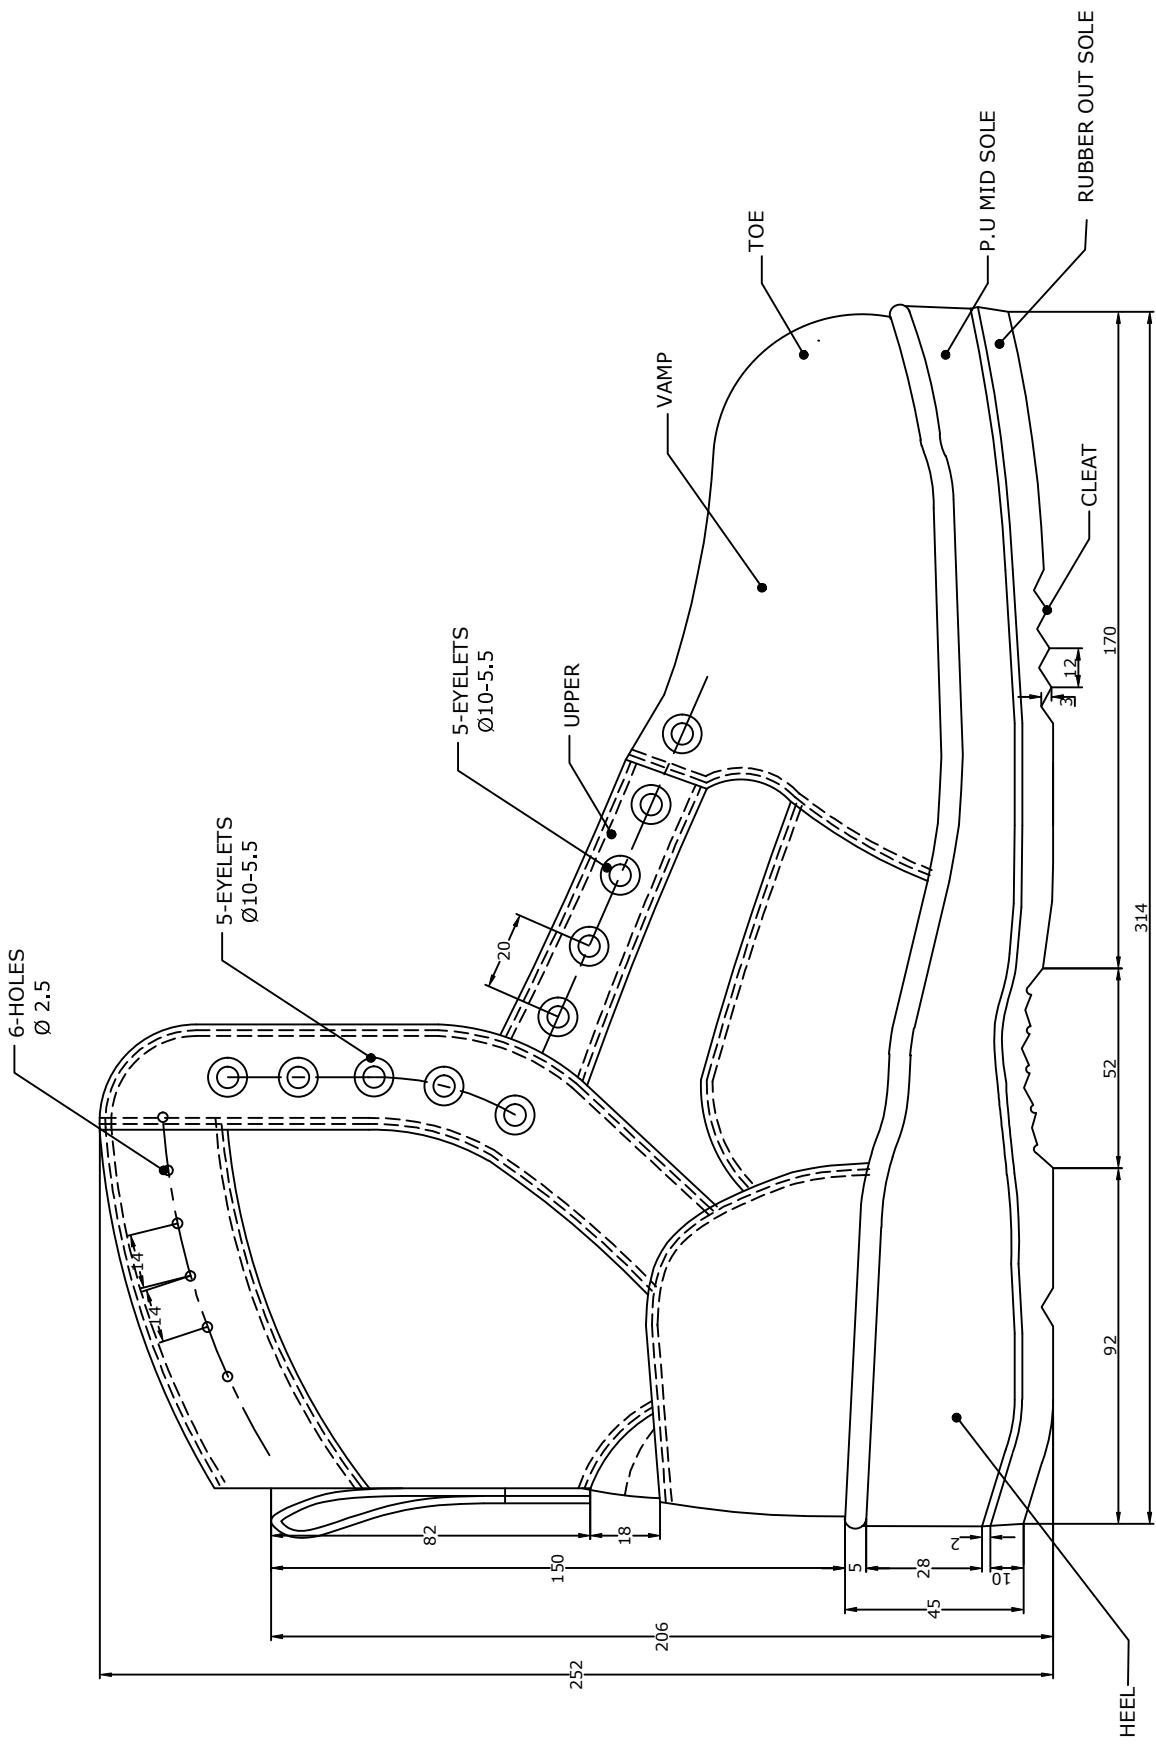 6-HOLES
Ø 2.5
5-EYELETS
Ø10-5.5
5-EYELETS
Ø10-5.5
UPPER
VAMP
TOE
P.U MID SOLE
RUBBER OUT SOLE
CLEAT
HEEL
14
14
20
82
18
150
5
28
2
10
45
206
252
3
12
170
52
92
314